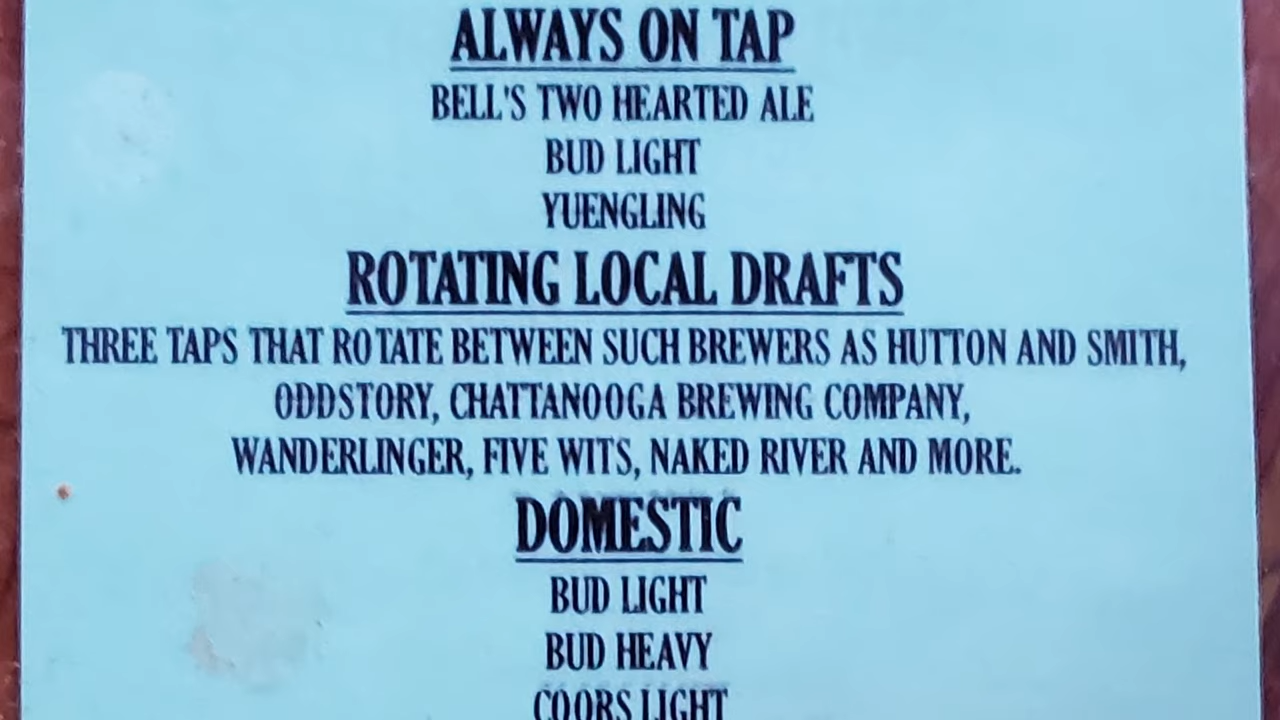 ALWAYS ON TAP
BELL'S TWO HEARTED ALE
BUD LIGHT
YUENGLING
ROTATING LOCAL DRAFTS
THREE TAPS THAT ROTATE BETWEEN SUCH BREWERS AS HUTTON AND SMITH,
ODDSTORY, CHATTANOOGA BREWING COMPANY,
WANDERLINGER, FIVE WITS, NAKED RIVER AND MORE.
DOMESTIC
BUD LIGHT
BUD HEAVY
COORS LIGHT